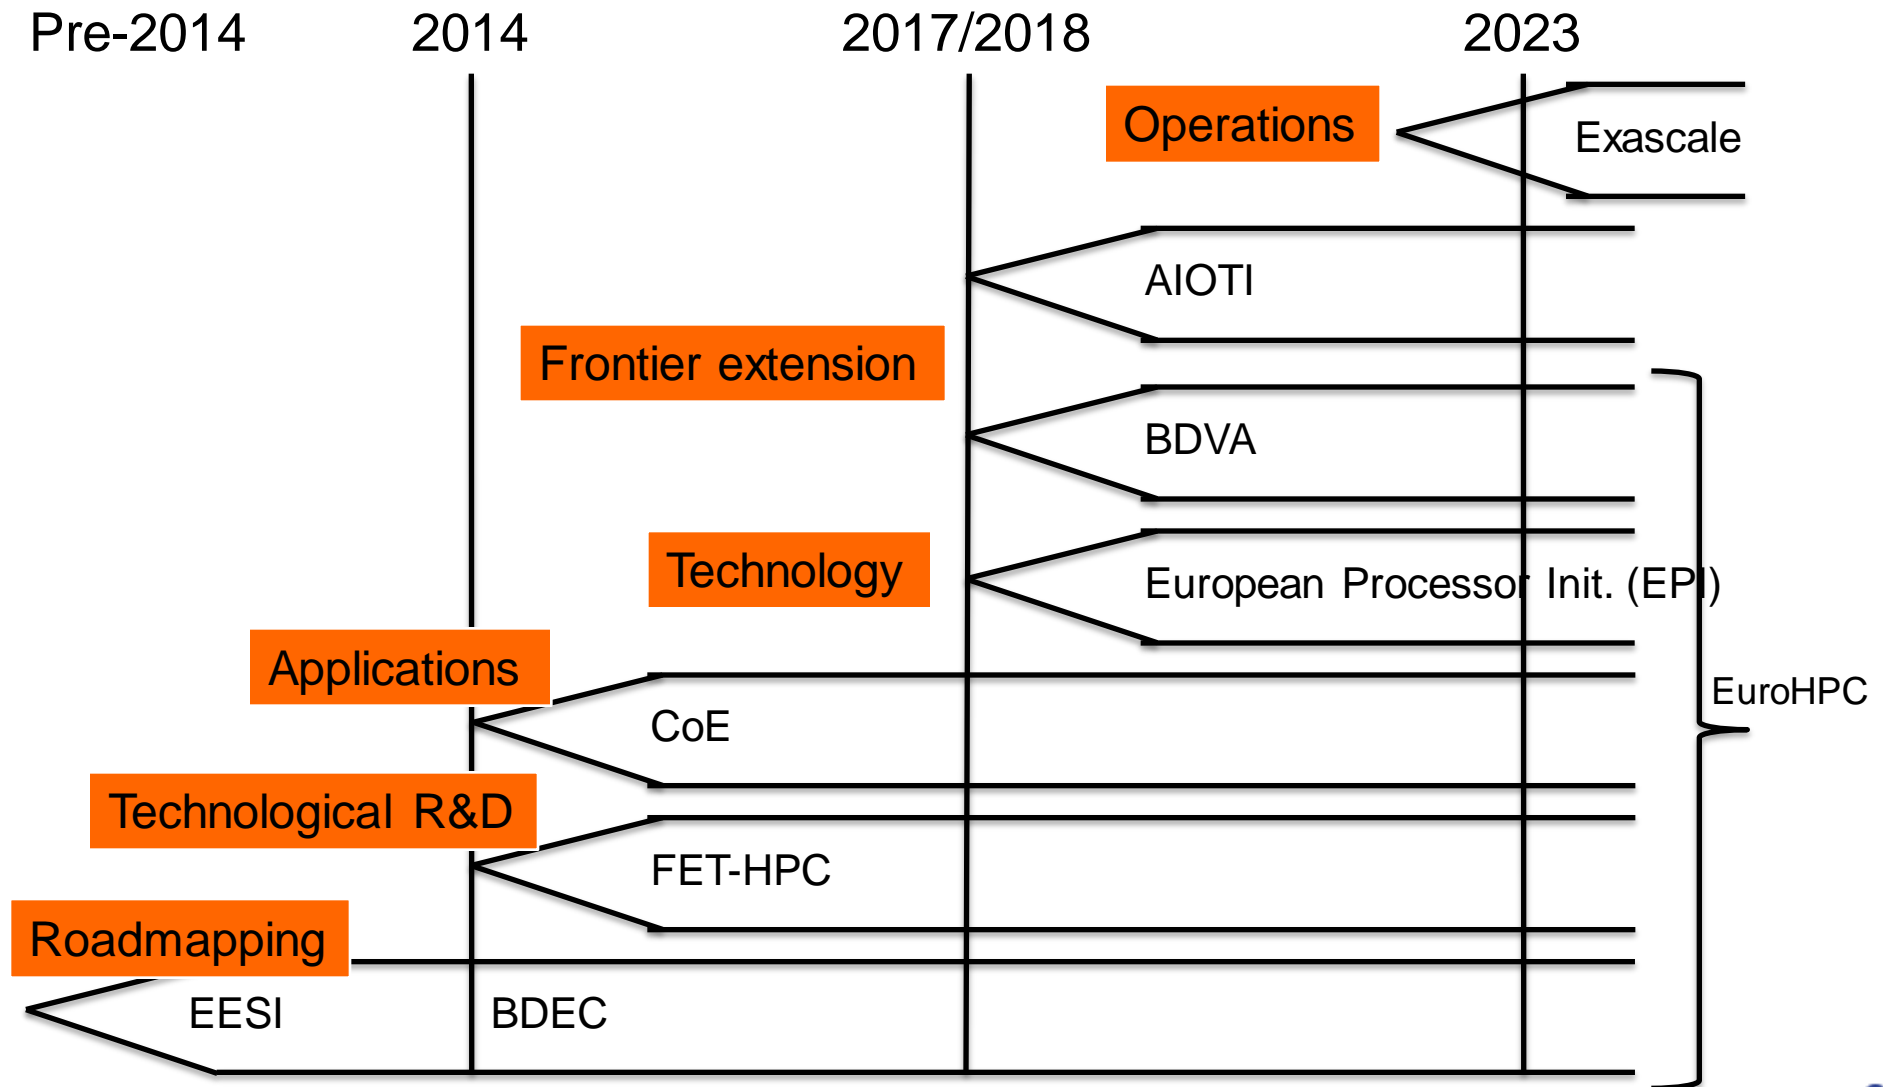 Pre-2014
2014
2017/2018
2023
Operations
Exascale
AIOTI
Frontier extension
BDVA
Technology
European Processor Init. (EPI)
Applications
EuroHPC
CoE
Technological R&D
FET-HPC
Roadmapping
EESI
BDEC